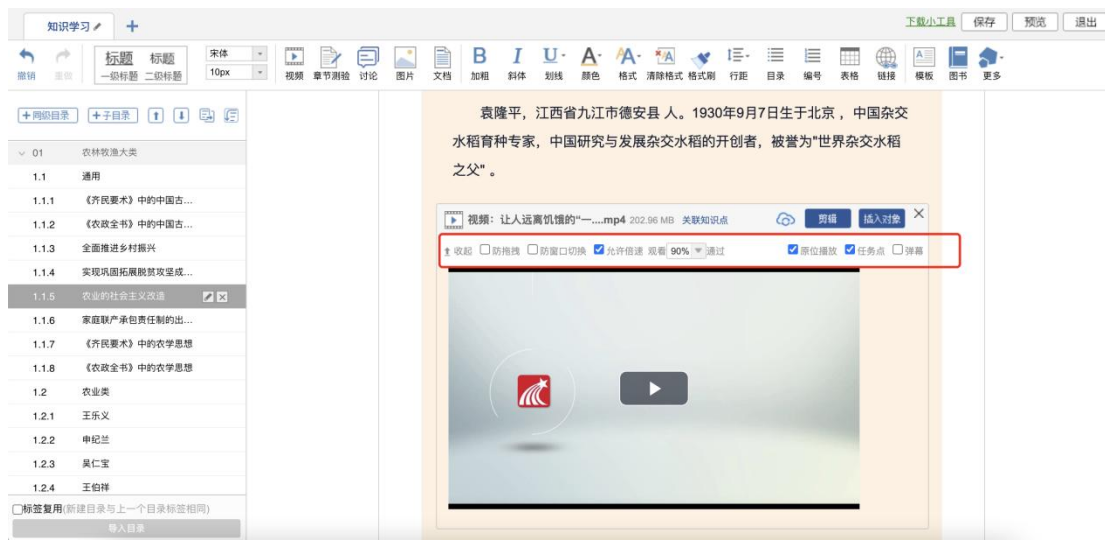 知识学习
下载小工具 保存 预览 退出
撤销 重做 标题 一级标题 标题 二级标题 宋体 10px 视频 章节测验 讨论 图片 文档 B 加粗 I 斜体 U 划线 A 颜色 A 格式 清除格式 格式刷 行距 目录 编号 表格 链接 模板 图书 更多
+同级目录 +子目录
01 农林牧渔大类
1.1 通用
1.1.1 《齐民要术》中的中国古...
1.1.2 《农政全书》中的中国古...
1.1.3 全面推进乡村振兴
1.1.4 实现巩固拓展脱贫攻坚成...
1.1.5 农业的社会主义改造
1.1.6 家庭联产承包责任制的出...
1.1.7 《齐民要术》中的农学思想
1.1.8 《农政全书》中的农学思想
1.2 农业类
1.2.1 王乐义
1.2.2 申纪兰
1.2.3 吴仁宝
1.2.4 王伯祥
标签复用(新建目录与上一个目录标签相同)
导入目录
袁隆平，江西省九江市德安县 人。1930年9月7日生于北京 ，中国杂交
水稻育种专家，中国研究与发展杂交水稻的开创者，被誉为"世界杂交水稻
之父" 。
视频：让人远离饥饿的“一....mp4 202.96 MB 关联知识点 剪辑 插入对象
收起 防拖拽 防窗口切换 允许倍速 观看 90% 通过 原位播放 任务点 弹幕